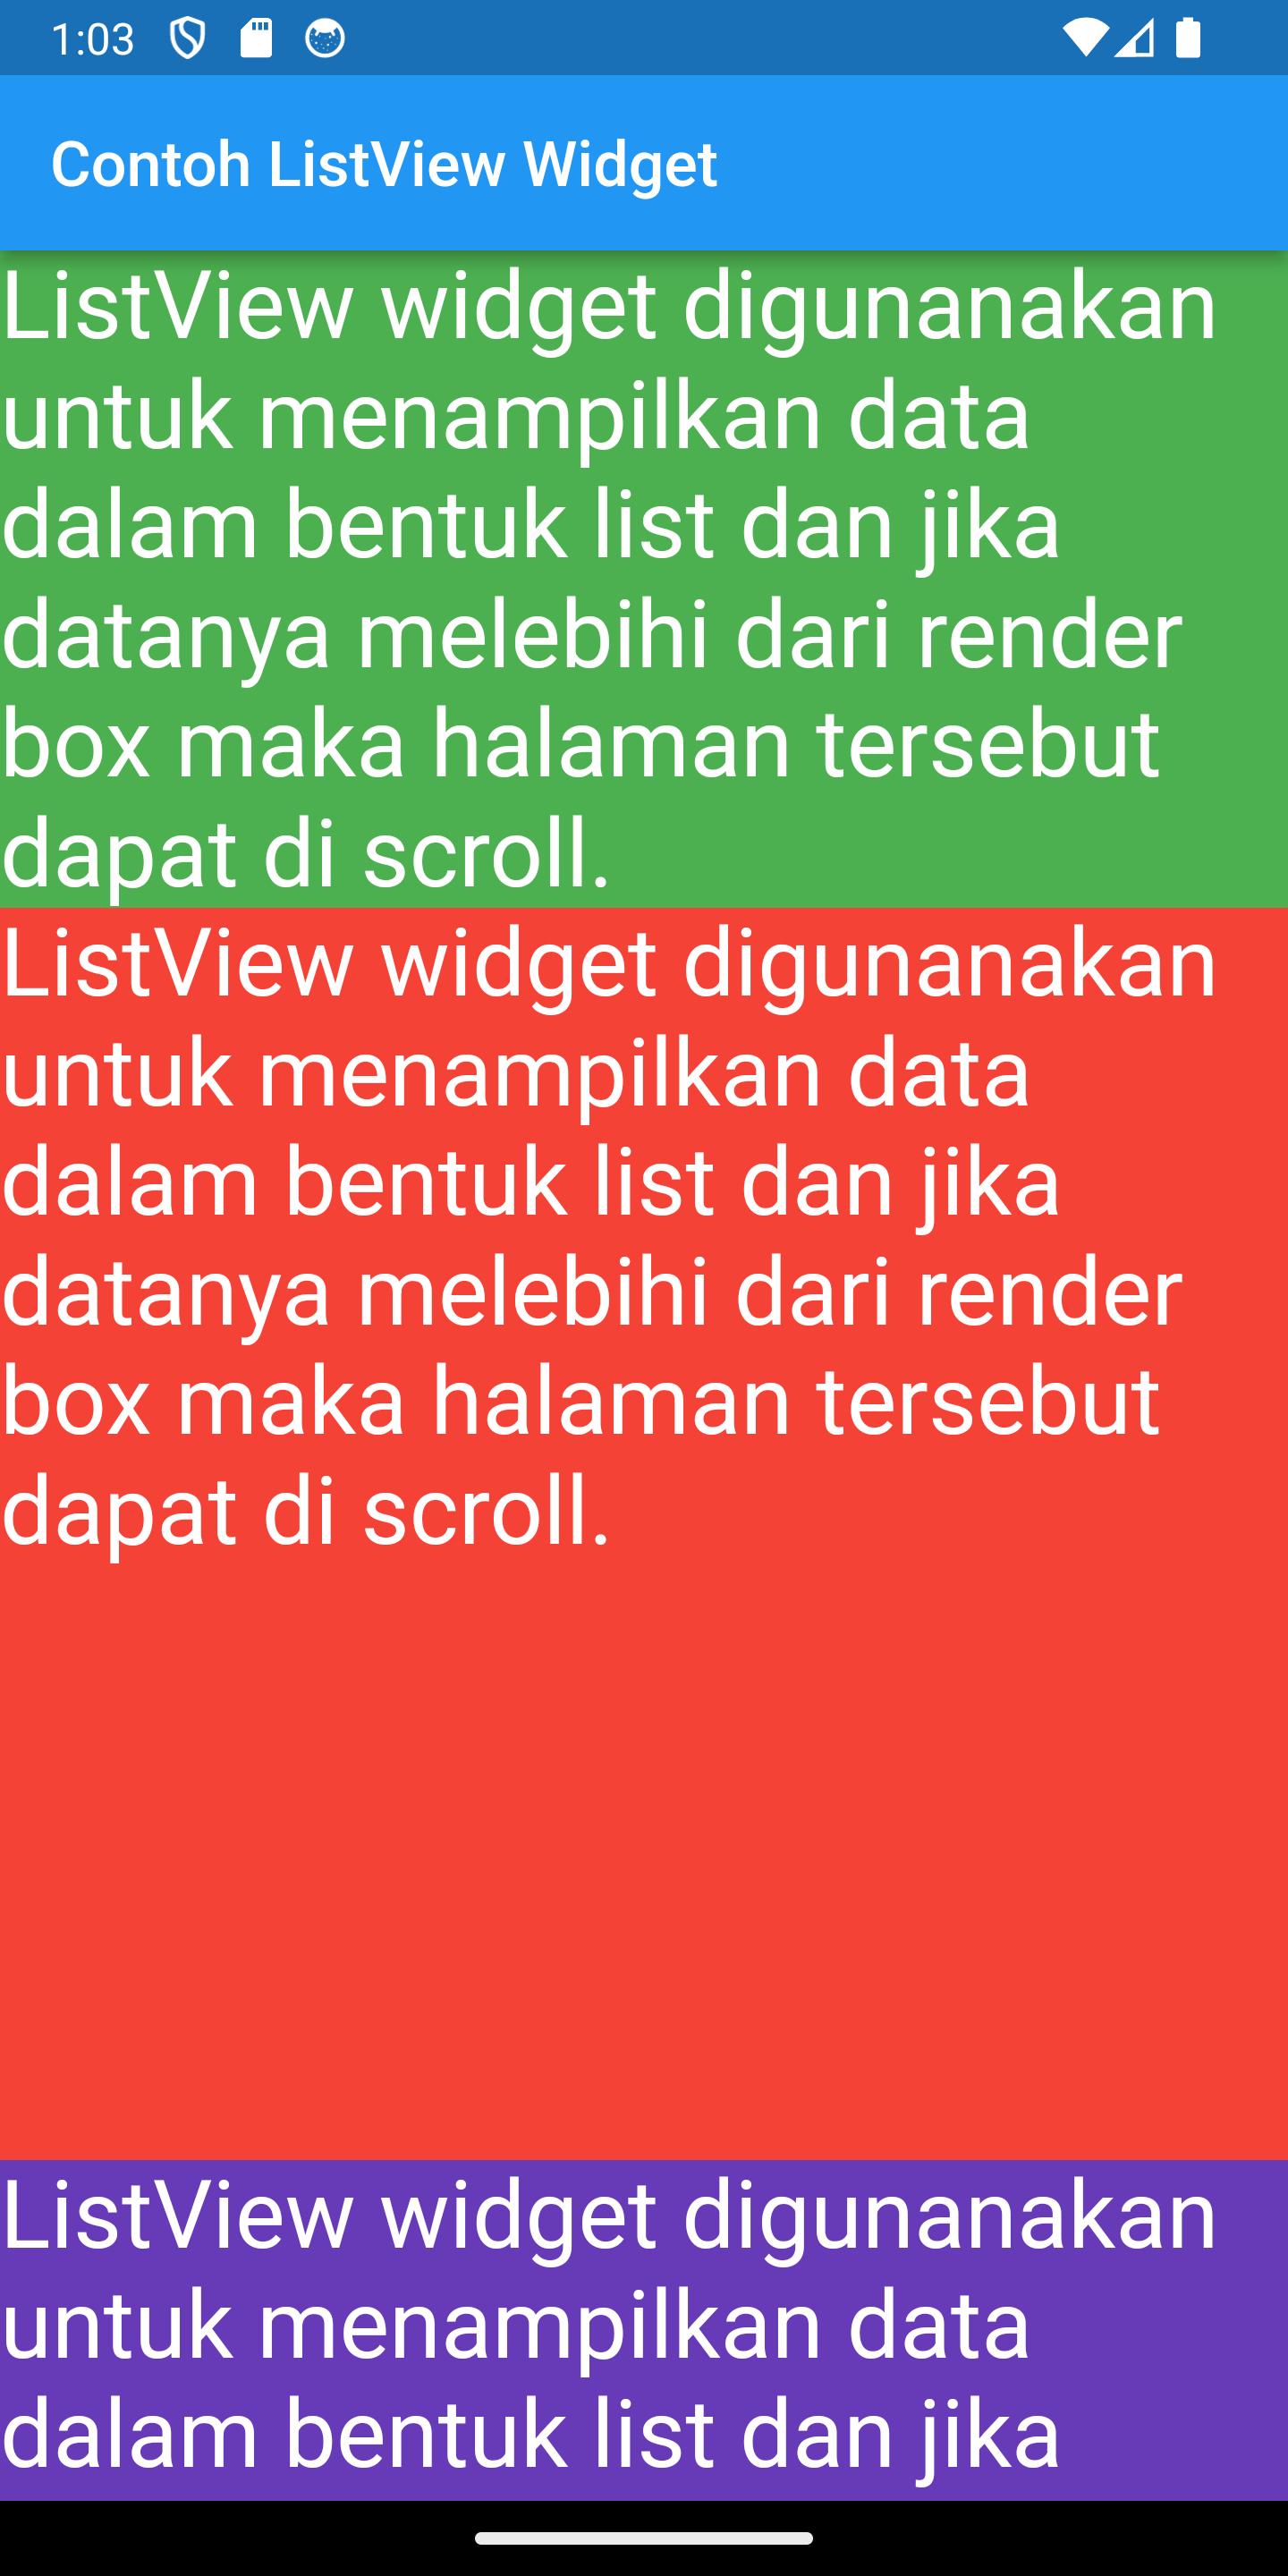 1:03
Contoh ListView Widget
ListView widget digunanakan
untuk menampilkan data
dalam bentuk list dan jika
datanya melebihi dari render
box maka halaman tersebut
dapat di scroll.
ListView widget digunanakan
untuk menampilkan data
dalam bentuk list dan jika
datanya melebihi dari render
box maka halaman tersebut
dapat di scroll.
ListView widget digunanakan
untuk menampilkan data
dalam bentuk list dan jika